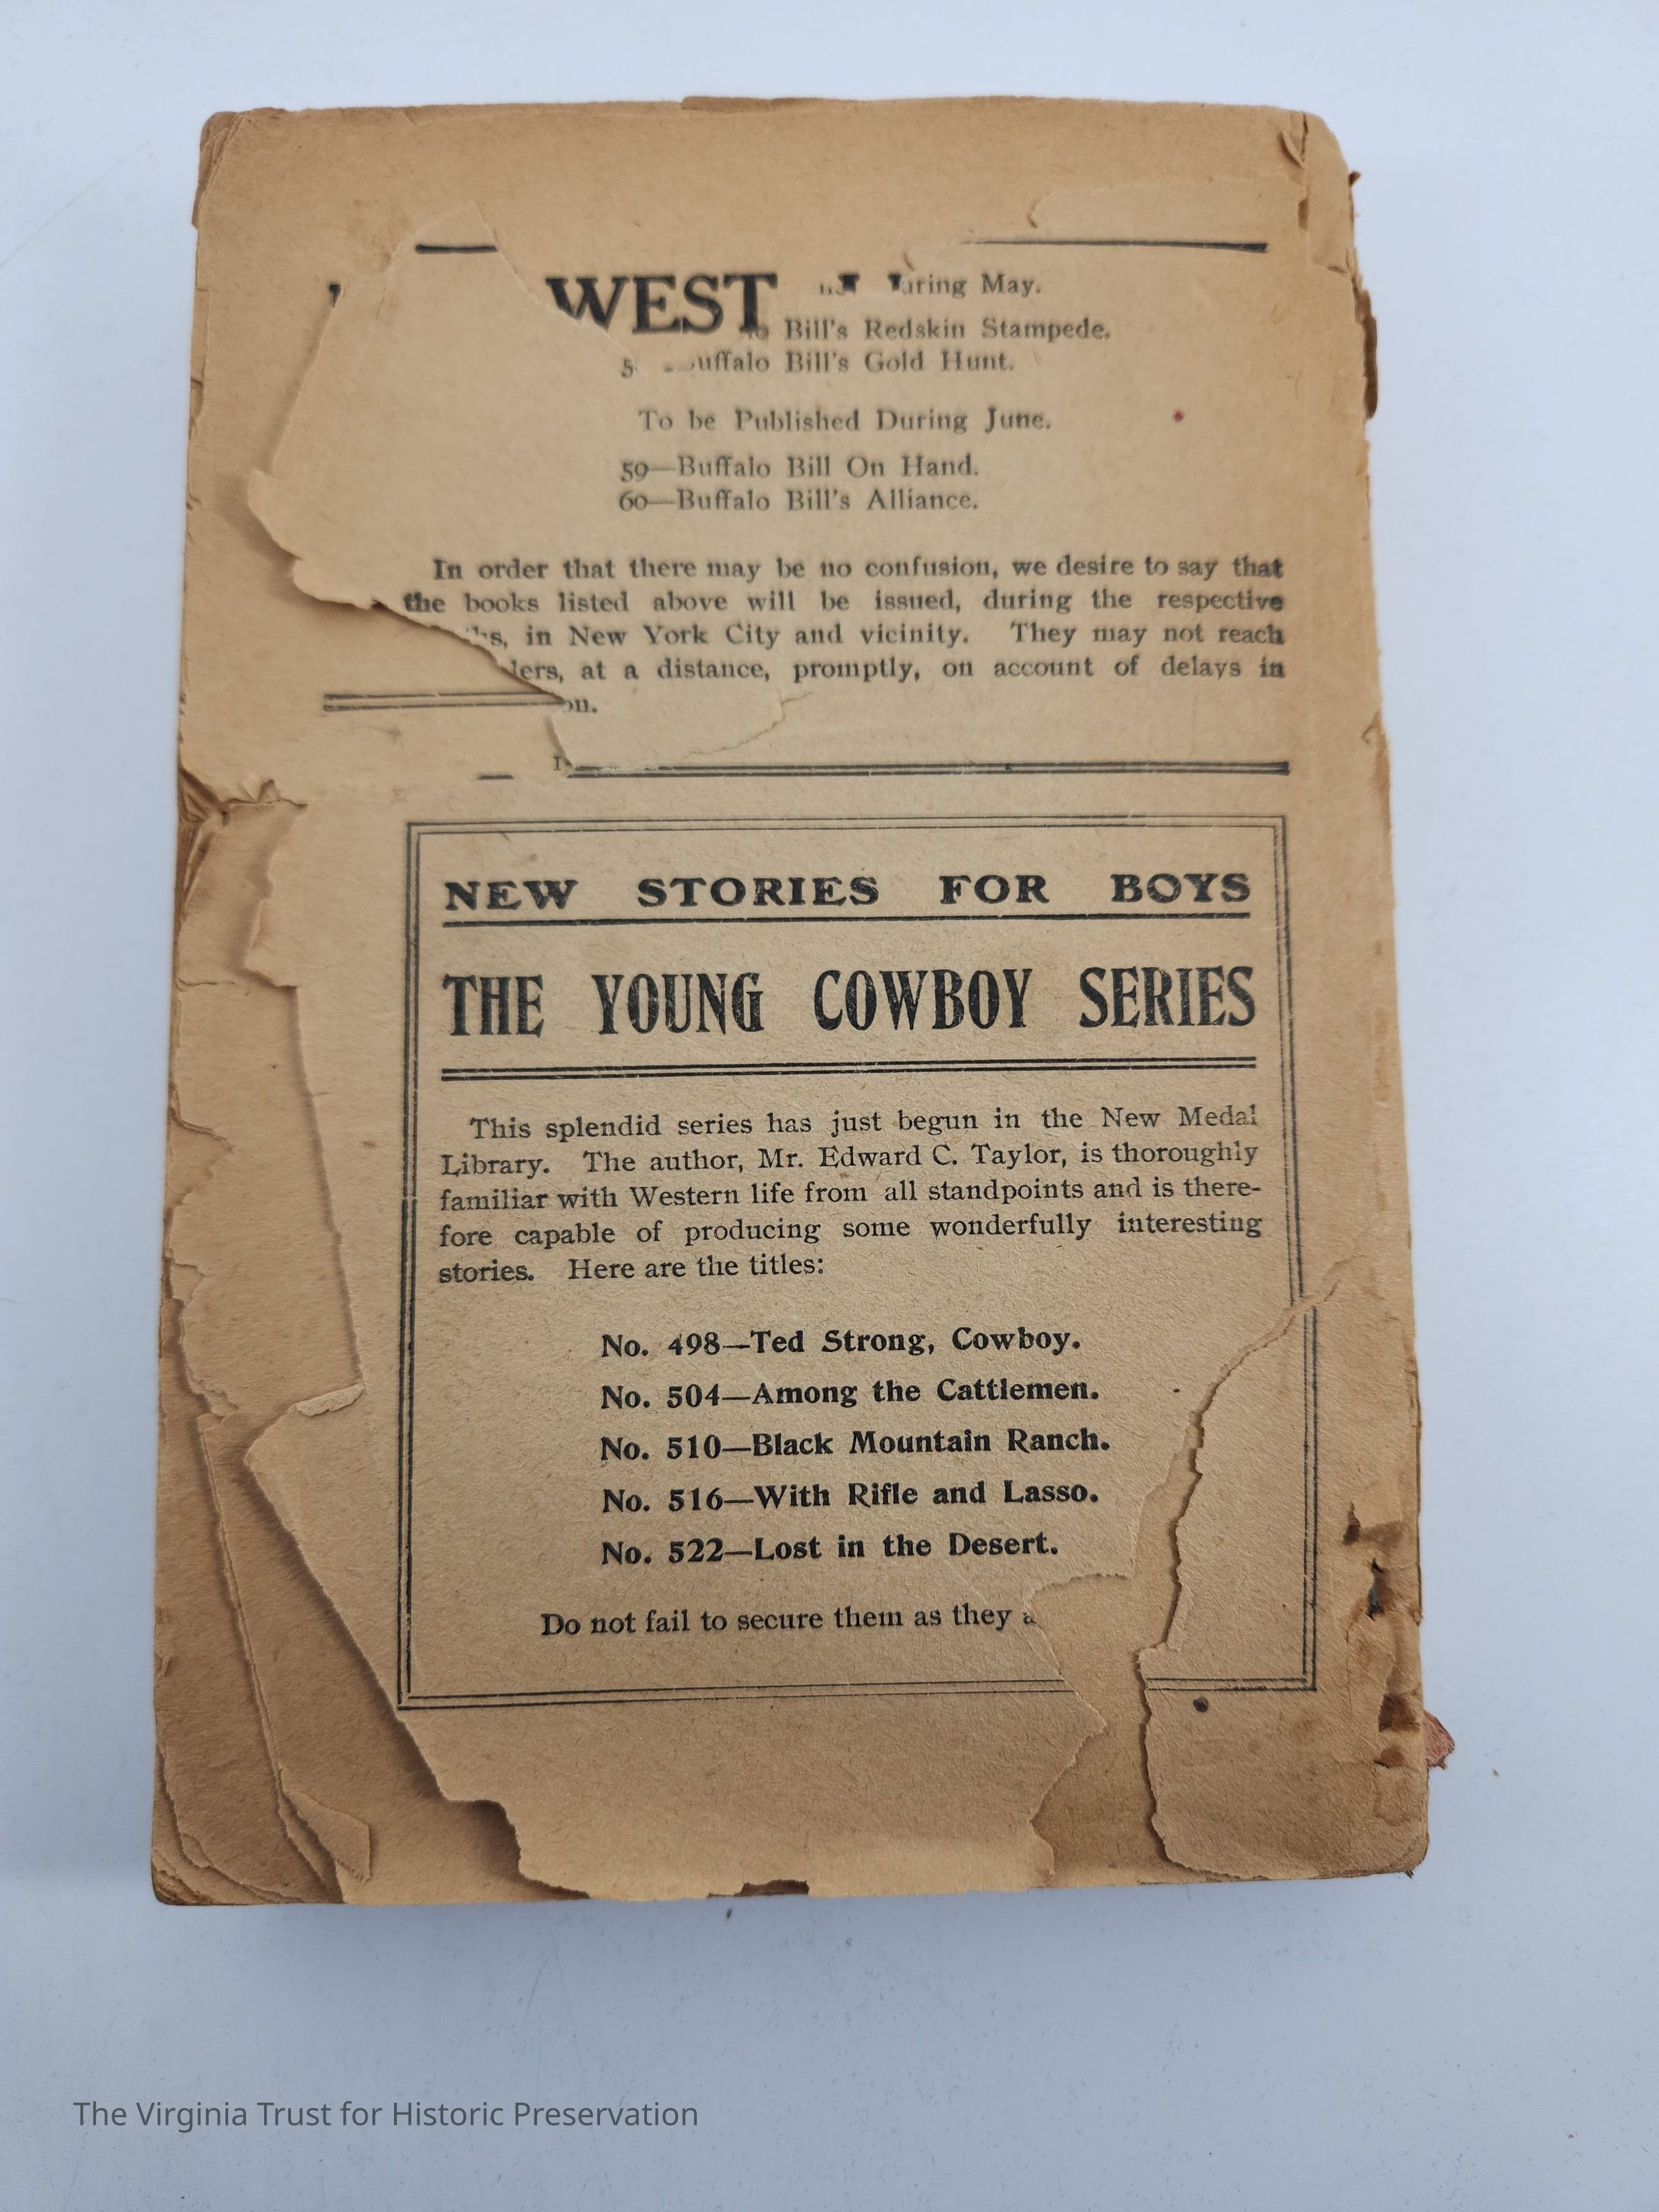 WEST
May.
Bill's Redskin Stampede.
Buffalo Bill's Gold Hunt.
To be Published During June.
59—Buffalo Bill On Hand.
60—Buffalo Bill's Alliance.
In order that there may be no confusion, we desire to say that
the books listed above will be issued, during the respective
in New York City and vicinity. They may not reach
at a distance, promptly, on account of delays in
NEW STORIES FOR BOYS
THE YOUNG COWBOY SERIES
This splendid series has just begun in the New Medal
Library. The author, Mr. Edward C. Taylor, is thoroughly
familiar with Western life from all standpoints and is there-
fore capable of producing some wonderfully interesting
stories. Here are the titles:
No. 498—Ted Strong, Cowboy.
No. 504—Among the Cattlemen.
No. 510—Black Mountain Ranch.
No. 516—With Rifle and Lasso.
No. 522—Lost in the Desert.
Do not fail to secure them as they
The Virginia Trust for Historic Preservation